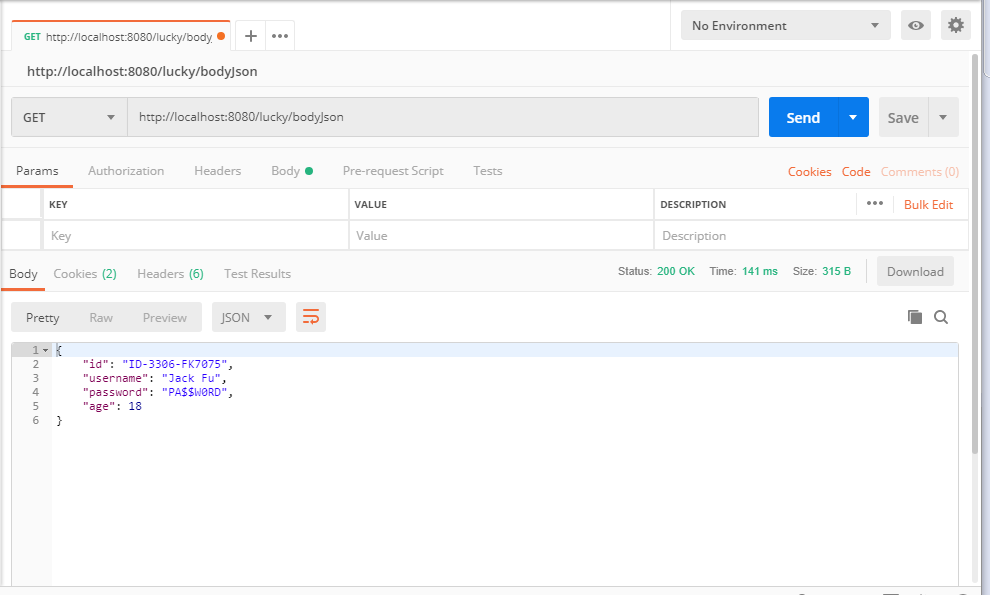 GET http://localhost:8080/lucky/body, + ••• No Environment
http://localhost:8080/lucky/bodyJson
GET http://localhost:8080/lucky/bodyJson Send Save
Params Authorization Headers Body Pre-request Script Tests Cookies Code Comments (0)
KEY VALUE DESCRIPTION ••• Bulk Edit
Key Value Description
Body Cookies (2) Headers (6) Test Results Status: 200 OK Time: 141 ms Size: 315 B Download
Pretty Raw Preview JSON
1 {
2 "id": "ID-3306-FK7075",
3 "username": "Jack Fu",
4 "password": "PA$$W0RD",
5 "age": 18
6 }